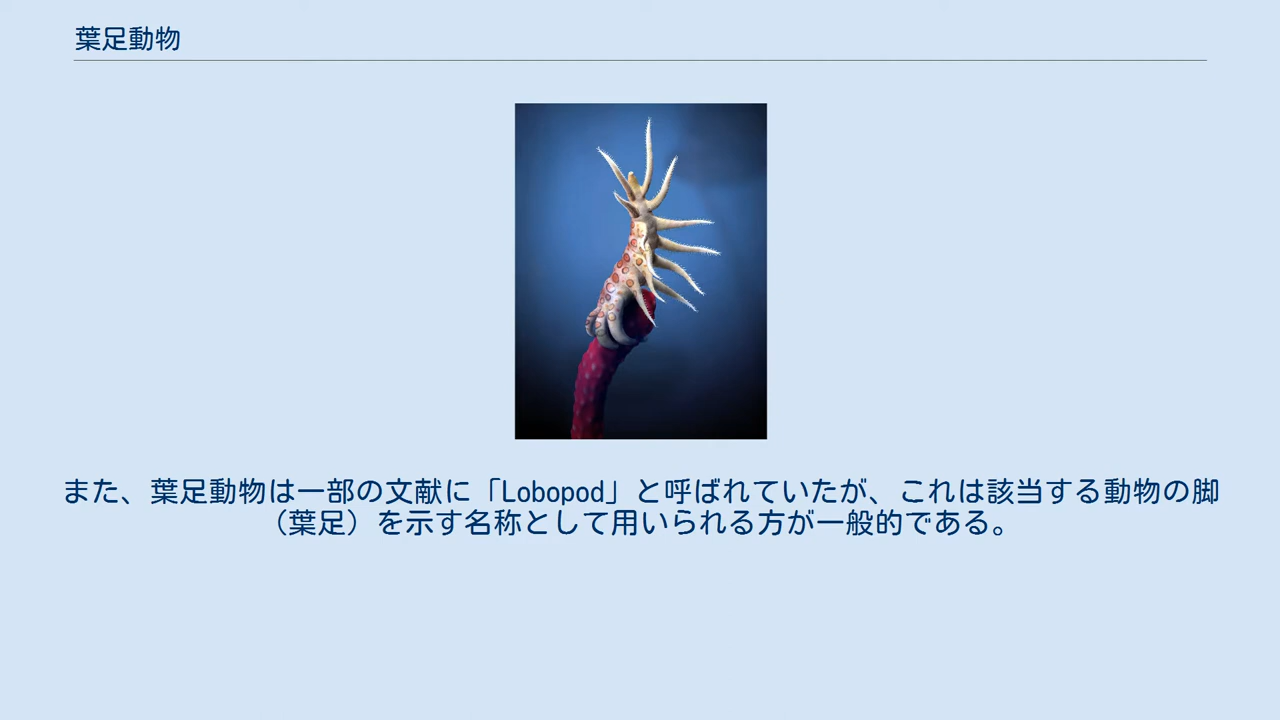 葉足動物
また、葉足動物は一部の文献に「Lobopod」と呼ばれていたが、これは該当する動物の脚
（葉足）を示す名称として用いられる方が一般的である。